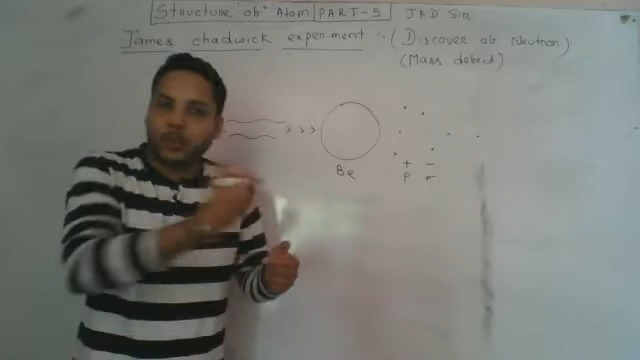 Structure of Atom PART-5 JKD Sir
James chadwick experiment :- (Discover of Neutron)
(Mass defect)
Be
+ -
p